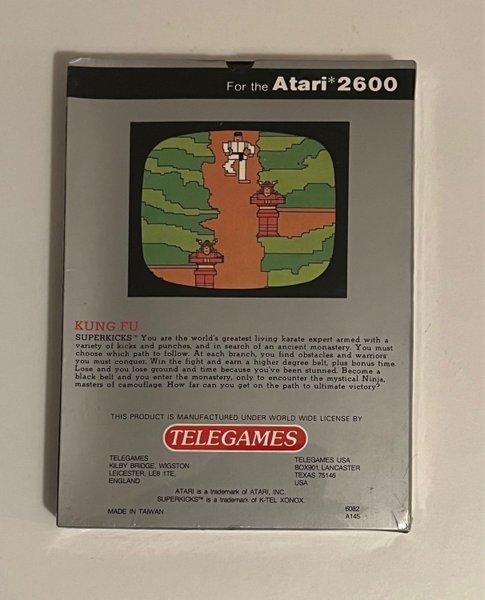 For the Atari*2600
KUNG FU
SUPERKICKS™ You are the world's greatest living karate expert armed with a
variety of kicks and punches, and in search of an ancient monastery. You must
choose which path to follow. At each branch, you find obstacles and warriors
you must conquer. Win the fight and earn a higher degree belt, plus bonus time.
Lose and you lose ground and time because you've been stunned. Become a
black belt and you enter the monastery, only to encounter the mystical Ninja,
masters of camouflage. How far can you get on the path to ultimate victory?
THIS PRODUCT IS MANUFACTURED UNDER WORLD WIDE LICENSE BY
TELEGAMES
TELEGAMES
KILBY BRIDGE, WIGSTON
LEICESTER, LE8 1TE,
ENGLAND
TELEGAMES USA
BOX901, LANCASTER
TEXAS 75146
USA
ATARI is a trademark of ATARI, INC.
SUPERKICKS™ is a trademark of K-TEL XONOX.
MADE IN TAIWAN
6082
A145